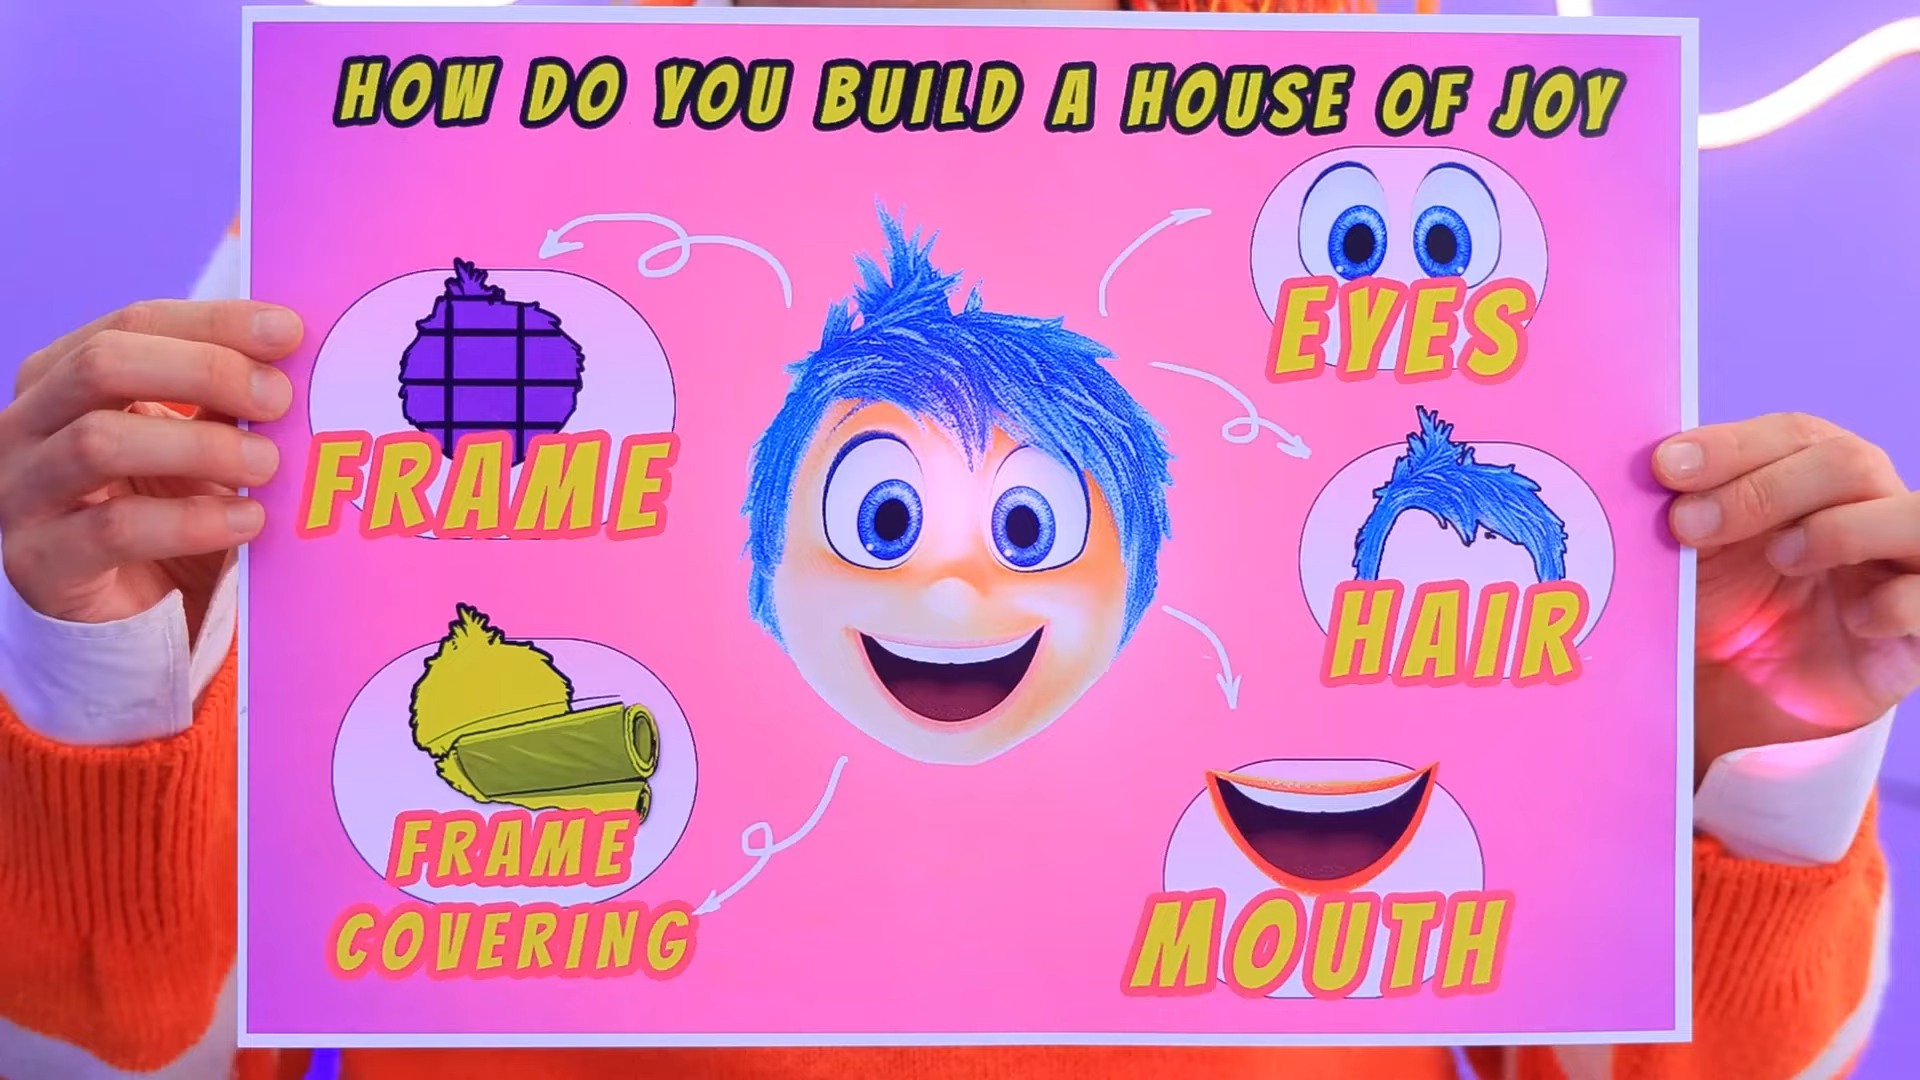 HOW DO YOU BUILD A HOUSE OF JOY
FRAME
FRAME
COVERING
EYES
HAIR
MOUTH